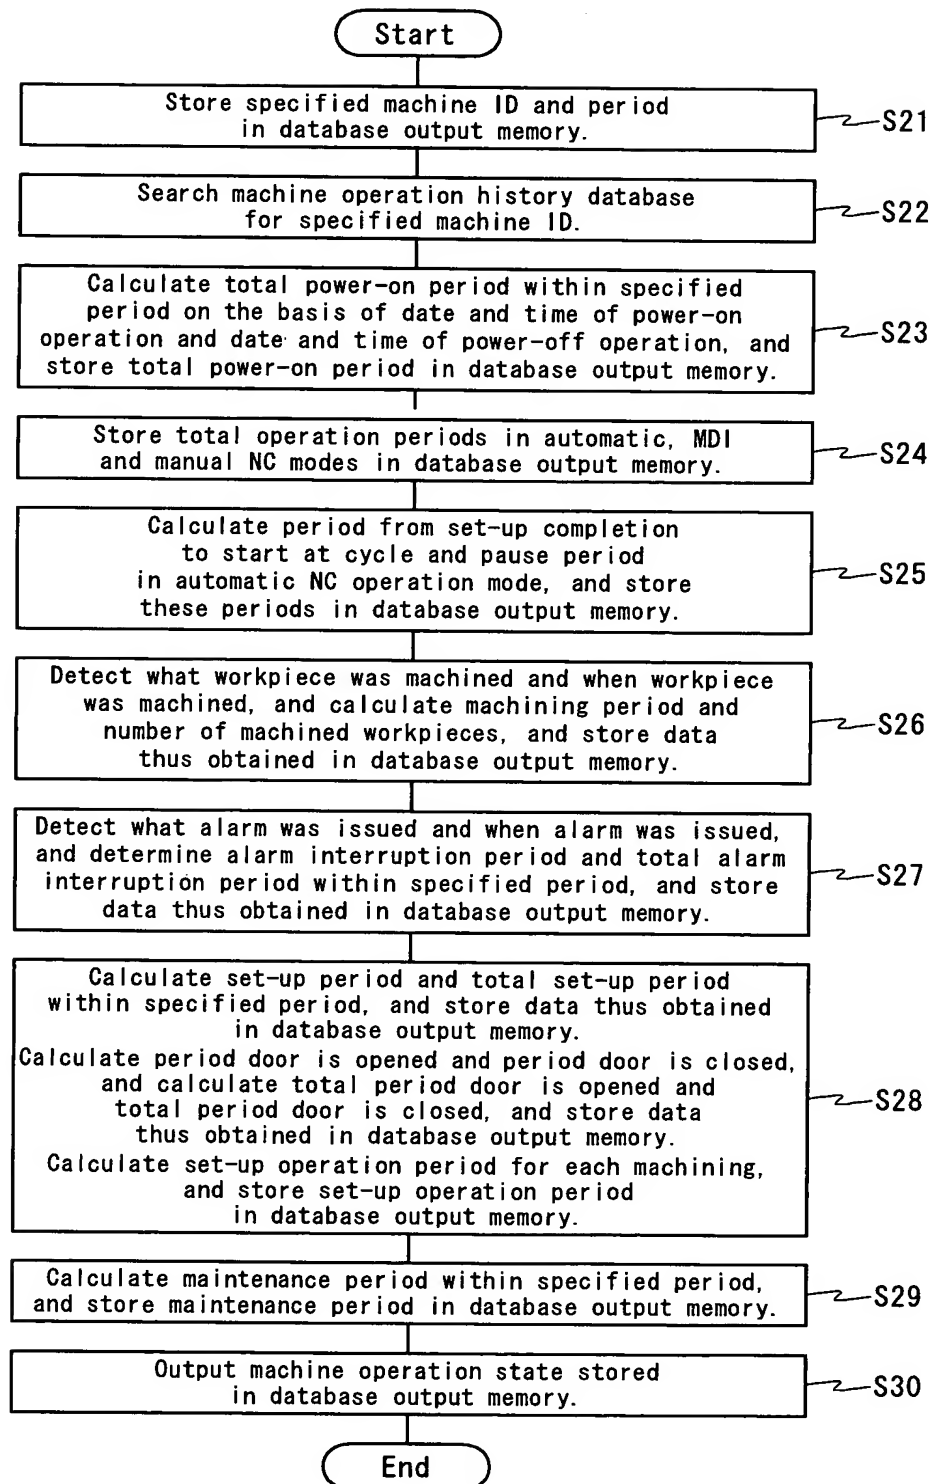 Start
Store specified machine ID and period
in database output memory.
S21
Search machine operation history database
for specified machine ID.
S22
Calculate total power-on period within specified
period on the basis of date and time of power-on
operation and date and time of power-off operation, and
store total power-on period in database output memory.
S23
Store total operation periods in automatic, MDI
and manual NC modes in database output memory.
S24
Calculate period from set-up completion
to start at cycle and pause period
in automatic NC operation mode, and store
these periods in database output memory.
S25
Detect what workpiece was machined and when workpiece
was machined, and calculate machining period and
number of machined workpieces, and store data
thus obtained in database output memory.
S26
Detect what alarm was issued and when alarm was issued,
and determine alarm interruption period and total alarm
interruption period within specified period, and store
data thus obtained in database output memory.
S27
Calculate set-up period and total set-up period
within specified period, and store data thus obtained
in database output memory.
Calculate period door is opened and period door is closed,
and calculate total period door is opened and
total period door is closed, and store data
thus obtained in database output memory.
Calculate set-up operation period for each machining,
and store set-up operation period
in database output memory.
S28
Calculate maintenance period within specified period,
and store maintenance period in database output memory.
S29
Output machine operation state stored
in database output memory.
S30
End